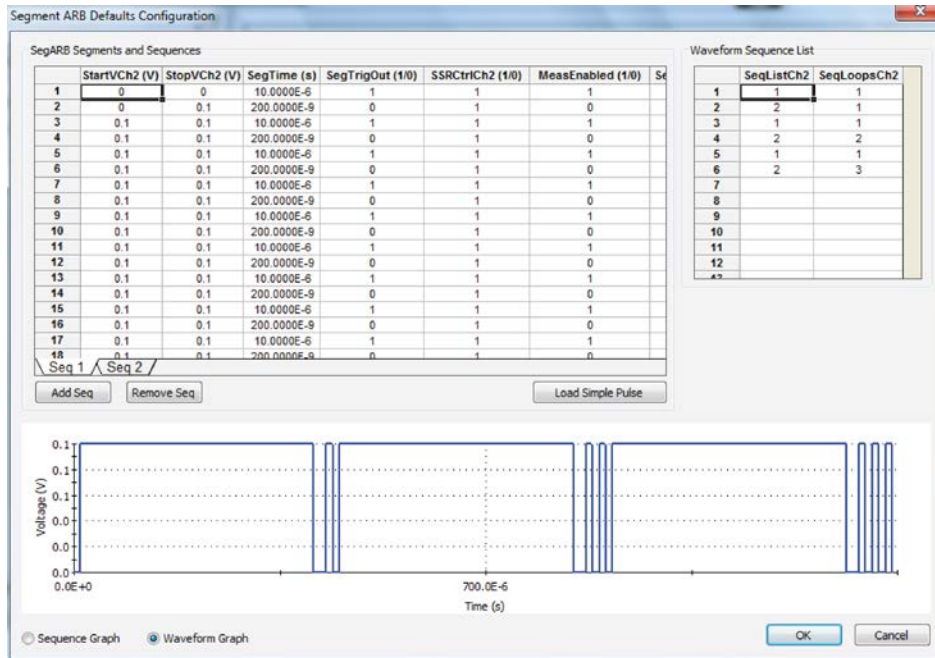 Segment ARB Defaults Configuration
SegARB Segments and Sequences
StartVCh2 (V) StopVCh2 (V) SegTime (s) SegTrigOut (1/0) SSRCtrlCh2 (1/0) MeasEnabled (1/0) Se
1 0 0 10.0000E-6 1 1 1
2 0 0.1 200.0000E-9 0 1 0
3 0.1 0.1 10.0000E-6 1 1 1
4 0.1 0.1 200.0000E-9 0 1 0
5 0.1 0.1 10.0000E-6 1 1 1
6 0.1 0.1 200.0000E-9 0 1 0
7 0.1 0.1 10.0000E-6 1 1 1
8 0.1 0.1 200.0000E-9 0 1 0
9 0.1 0.1 10.0000E-6 1 1 1
10 0.1 0.1 200.0000E-9 0 1 0
11 0.1 0.1 10.0000E-6 1 1 1
12 0.1 0.1 200.0000E-9 0 1 0
13 0.1 0.1 10.0000E-6 1 1 1
14 0.1 0.1 200.0000E-9 0 1 0
15 0.1 0.1 10.0000E-6 1 1 1
16 0.1 0.1 200.0000E-9 0 1 0
17 0.1 0.1 10.0000E-6 1 1 1
18 0.1 0.1 200.0000E-9 0 1 0
Seq 1 Seq 2
Add Seq Remove Seq Load Simple Pulse
Waveform Sequence List
SeqListCh2 SeqLoopsCh2
1 1 1
2 2 1
3 1 1
4 2 2
5 1 1
6 2 3
7
8
9
10
11
12
0.1
0.1
0.1
0.0
0.0
0.0
Voltage (V)
0.0E+0 700.0E-6
Time (s)
Sequence Graph Waveform Graph OK Cancel